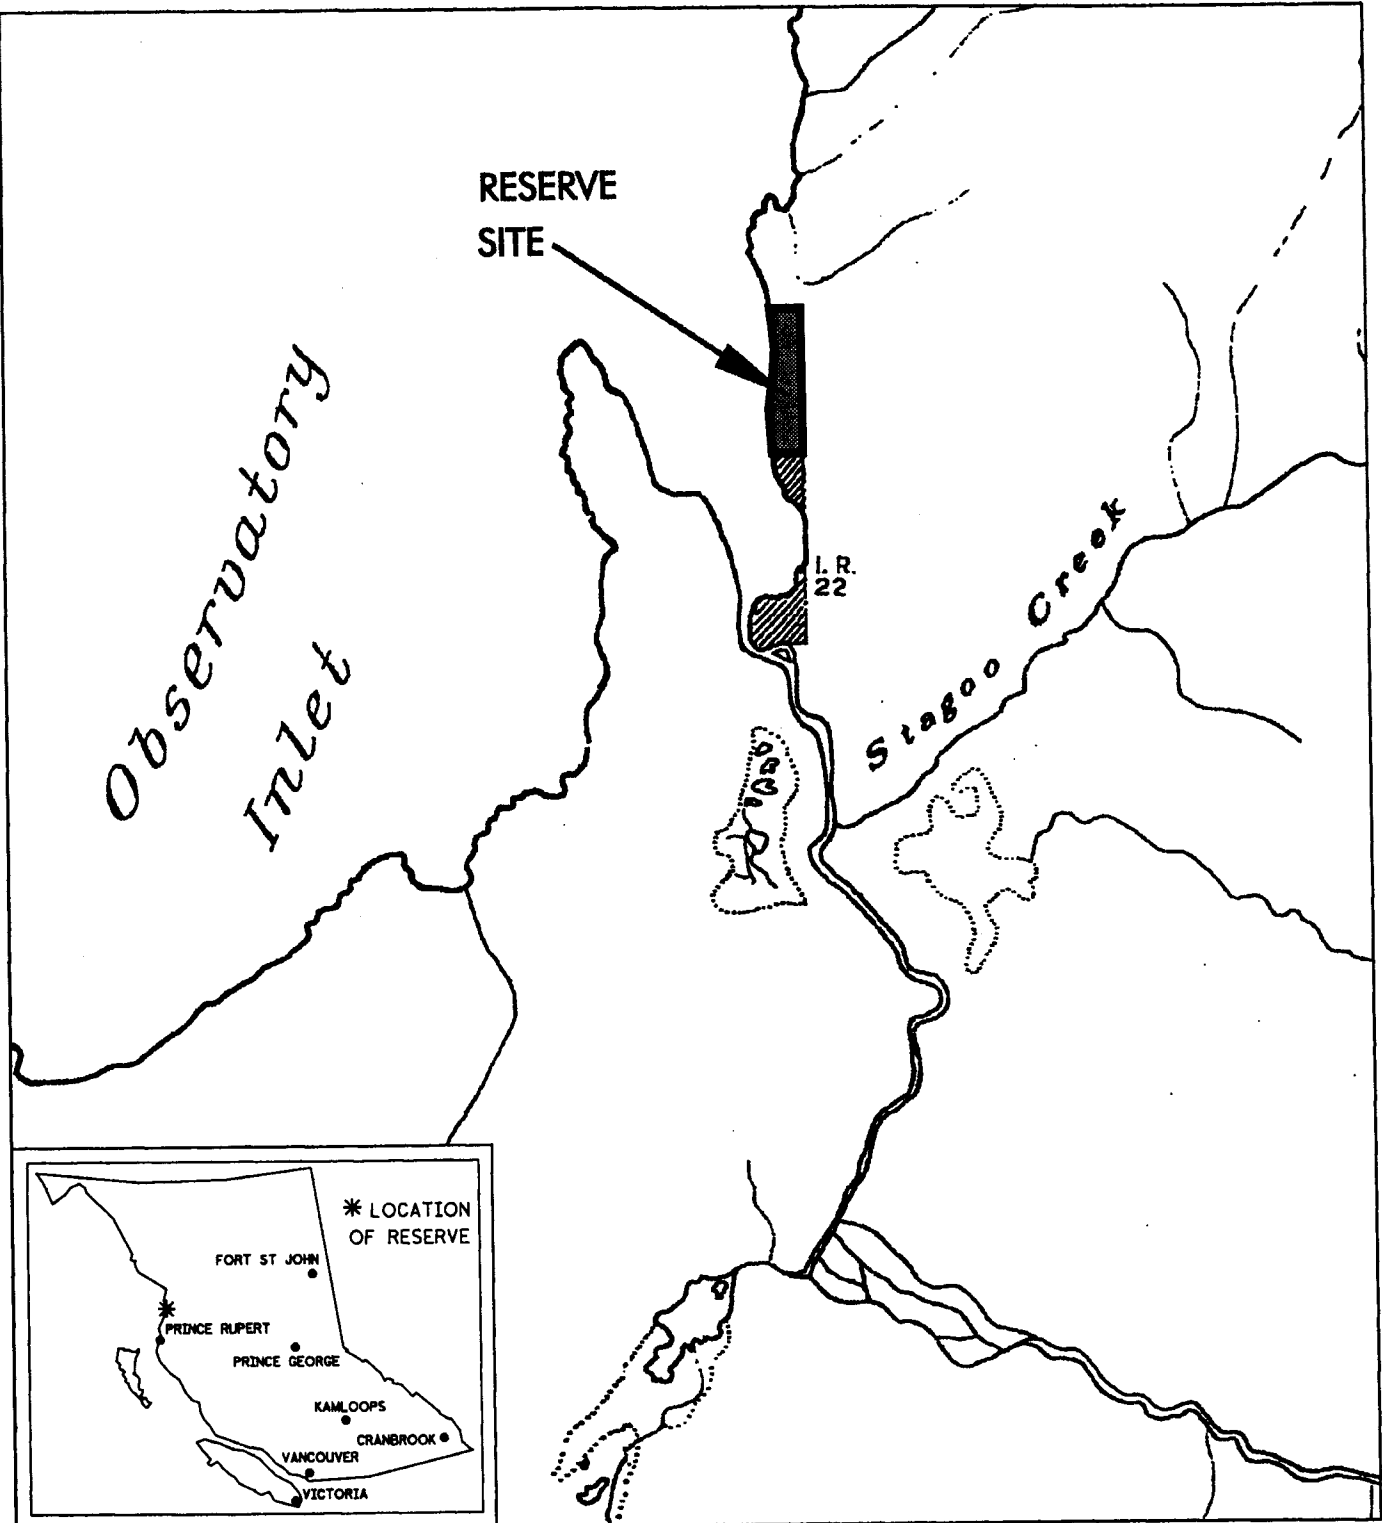 RESERVE
SITE
Observatory
Inlet
I. R.
22
Stagoo Creek
* LOCATION
OF RESERVE
FORT ST JOHN
PRINCE RUPERT
PRINCE GEORGE
KAMLOOPS
CRANBROOK
VANCOUVER
VICTORIA